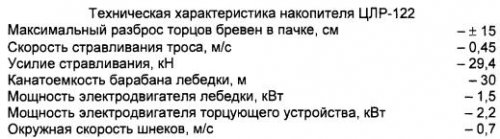 Техническая характеристика накопителя ЦЛР-122
Максимальный разброс торцов бревен в пачке, см – ± 15
Скорость стравливания троса, м/с – 0,45
Усилие стравливания, кН – 29,4
Канатоемкость барабана лебедки, м – 30
Мощность электродвигателя лебедки, кВт – 1,5
Мощность электродвигателя торцующего устройства, кВт – 2,2
Окружная скорость шнеков, м/с – 0,7